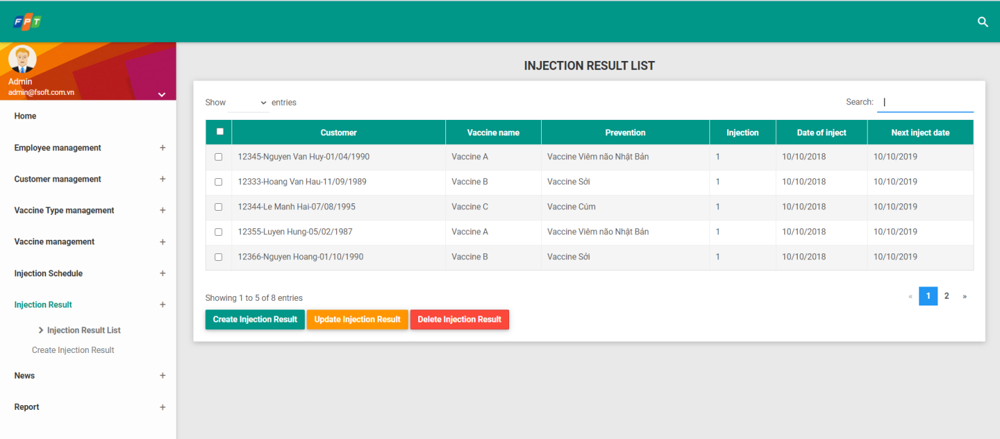 FPT
Admin
admin@fsoft.com.vn
Home
Employee management +
Customer management +
Vaccine Type management +
Vaccine management +
Injection Schedule +
Injection Result +
Injection Result List
Create Injection Result
News +
Report +
INJECTION RESULT LIST
Show entries
Search:
Customer Vaccine name Prevention Injection Date of inject Next inject date
12345-Nguyen Van Huy-01/04/1990 Vaccine A Vaccine Viêm não Nhật Bản 1 10/10/2018 10/10/2019
12333-Hoang Van Hau-11/09/1989 Vaccine B Vaccine Sởi 1 10/10/2018 10/10/2019
12344-Le Manh Hai-07/08/1995 Vaccine C Vaccine Cúm 1 10/10/2018 10/10/2019
12355-Luyen Hung-05/02/1987 Vaccine A Vaccine Viêm não Nhật Bản 1 10/10/2018 10/10/2019
12366-Nguyen Hoang-01/10/1990 Vaccine B Vaccine Sởi 1 10/10/2018 10/10/2019
Showing 1 to 5 of 8 entries
« 1 2 »
Create Injection Result Update Injection Result Delete Injection Result